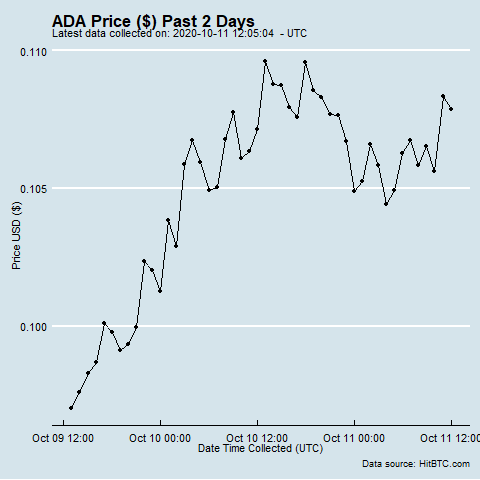 ADA Price ($) Past 2 Days
Latest data collected on: 2020-10-11 12:05:04 - UTC
0.110
0.105
0.100
Price USD ($)
Oct 09 12:00 Oct 10 00:00 Oct 10 12:00 Oct 11 00:00 Oct 11 12:00
Date Time Collected (UTC)
Data source: HitBTC.com